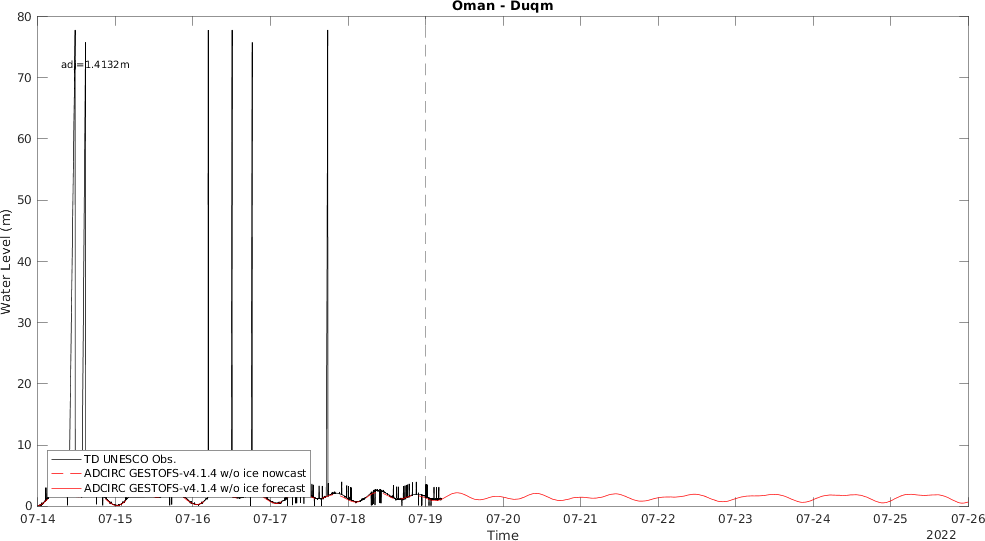 Oman - Duqm
80
70
60
50
40
30
20
10
0
Water Level (m)
adj=1.4132m
TD UNESCO Obs.
ADCIRC GESTOFS-v4.1.4 w/o ice nowcast
ADCIRC GESTOFS-v4.1.4 w/o ice forecast
07-14 07-15 07-16 07-17 07-18 07-19 07-20 07-21 07-22 07-23 07-24 07-25 07-26
Time
2022